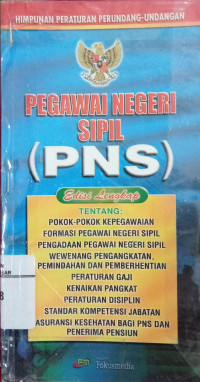 HIMPUNAN PERATURAN PERUNDANG-UNDANGAN
PEGAWAI NEGERI
SIPIL
(PNS)
Edisi Lengkap
TENTANG:
POKOK-POKOK KEPEGAWAIAN
FORMASI PEGAWAI NEGERI SIPIL
PENGADAAN PEGAWAI NEGERI SIPIL
WEWENANG PENGANGKATAN,
PEMINDAHAN DAN PEMBERHENTIAN
PERATURAN GAJI
KENAIKAN PANGKAT
PERATURAN DISIPLIN
STANDAR KOMPETENSI JABATAN
ASURANSI KESEHATAN BAGI PNS DAN
PENERIMA PENSIUN
Fokusmedia